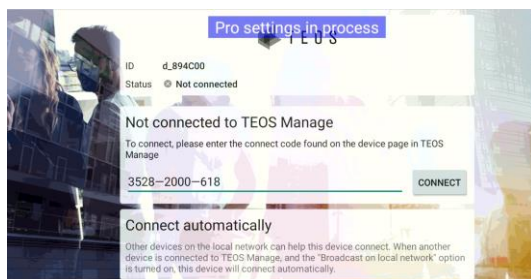 Pro settings in process
TEOS
ID d_894C00
Status Not connected
Not connected to TEOS Manage
To connect, please enter the connect code found on the device page in TEOS
Manage
3528–2000–618
CONNECT
Connect automatically
Other devices on the local network can help this device connect. When another
device is connected to TEOS Manage, and the "Broadcast on local network" option
is turned on, this device will connect automatically.